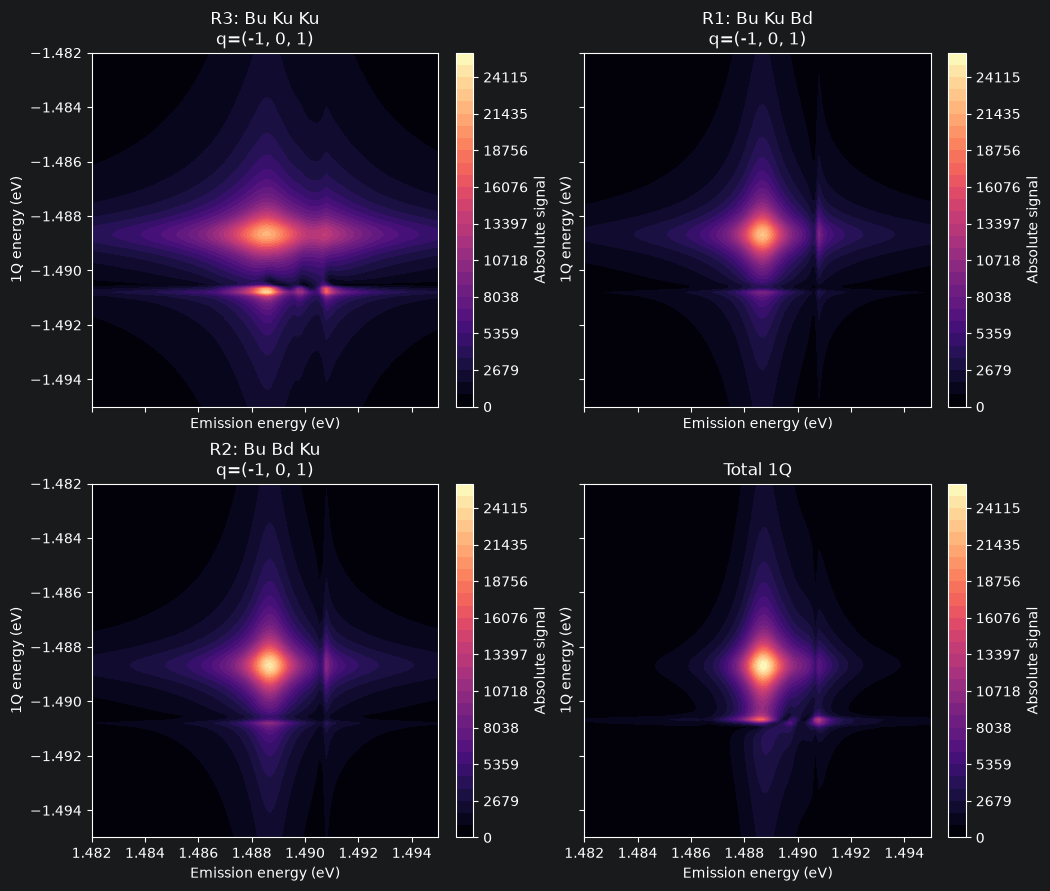 R3: Bu Ku Ku
q=(-1, 0, 1)
−1.482
−1.484
−1.486
−1.488
−1.490
−1.492
−1.494
1Q energy (eV)
Emission energy (eV)
24115
21435
18756
16076
13397
10718
8038
5359
2679
0
Absolute signal
R1: Bu Ku Bd
q=(-1, 0, 1)
1Q energy (eV)
Emission energy (eV)
24115
21435
18756
16076
13397
10718
8038
5359
2679
0
Absolute signal
R2: Bu Bd Ku
q=(-1, 0, 1)
−1.482
−1.484
−1.486
−1.488
−1.490
−1.492
−1.494
1Q energy (eV)
1.482 1.484 1.486 1.488 1.490 1.492 1.494
Emission energy (eV)
24115
21435
18756
16076
13397
10718
8038
5359
2679
0
Absolute signal
Total 1Q
1Q energy (eV)
1.482 1.484 1.486 1.488 1.490 1.492 1.494
Emission energy (eV)
24115
21435
18756
16076
13397
10718
8038
5359
2679
0
Absolute signal